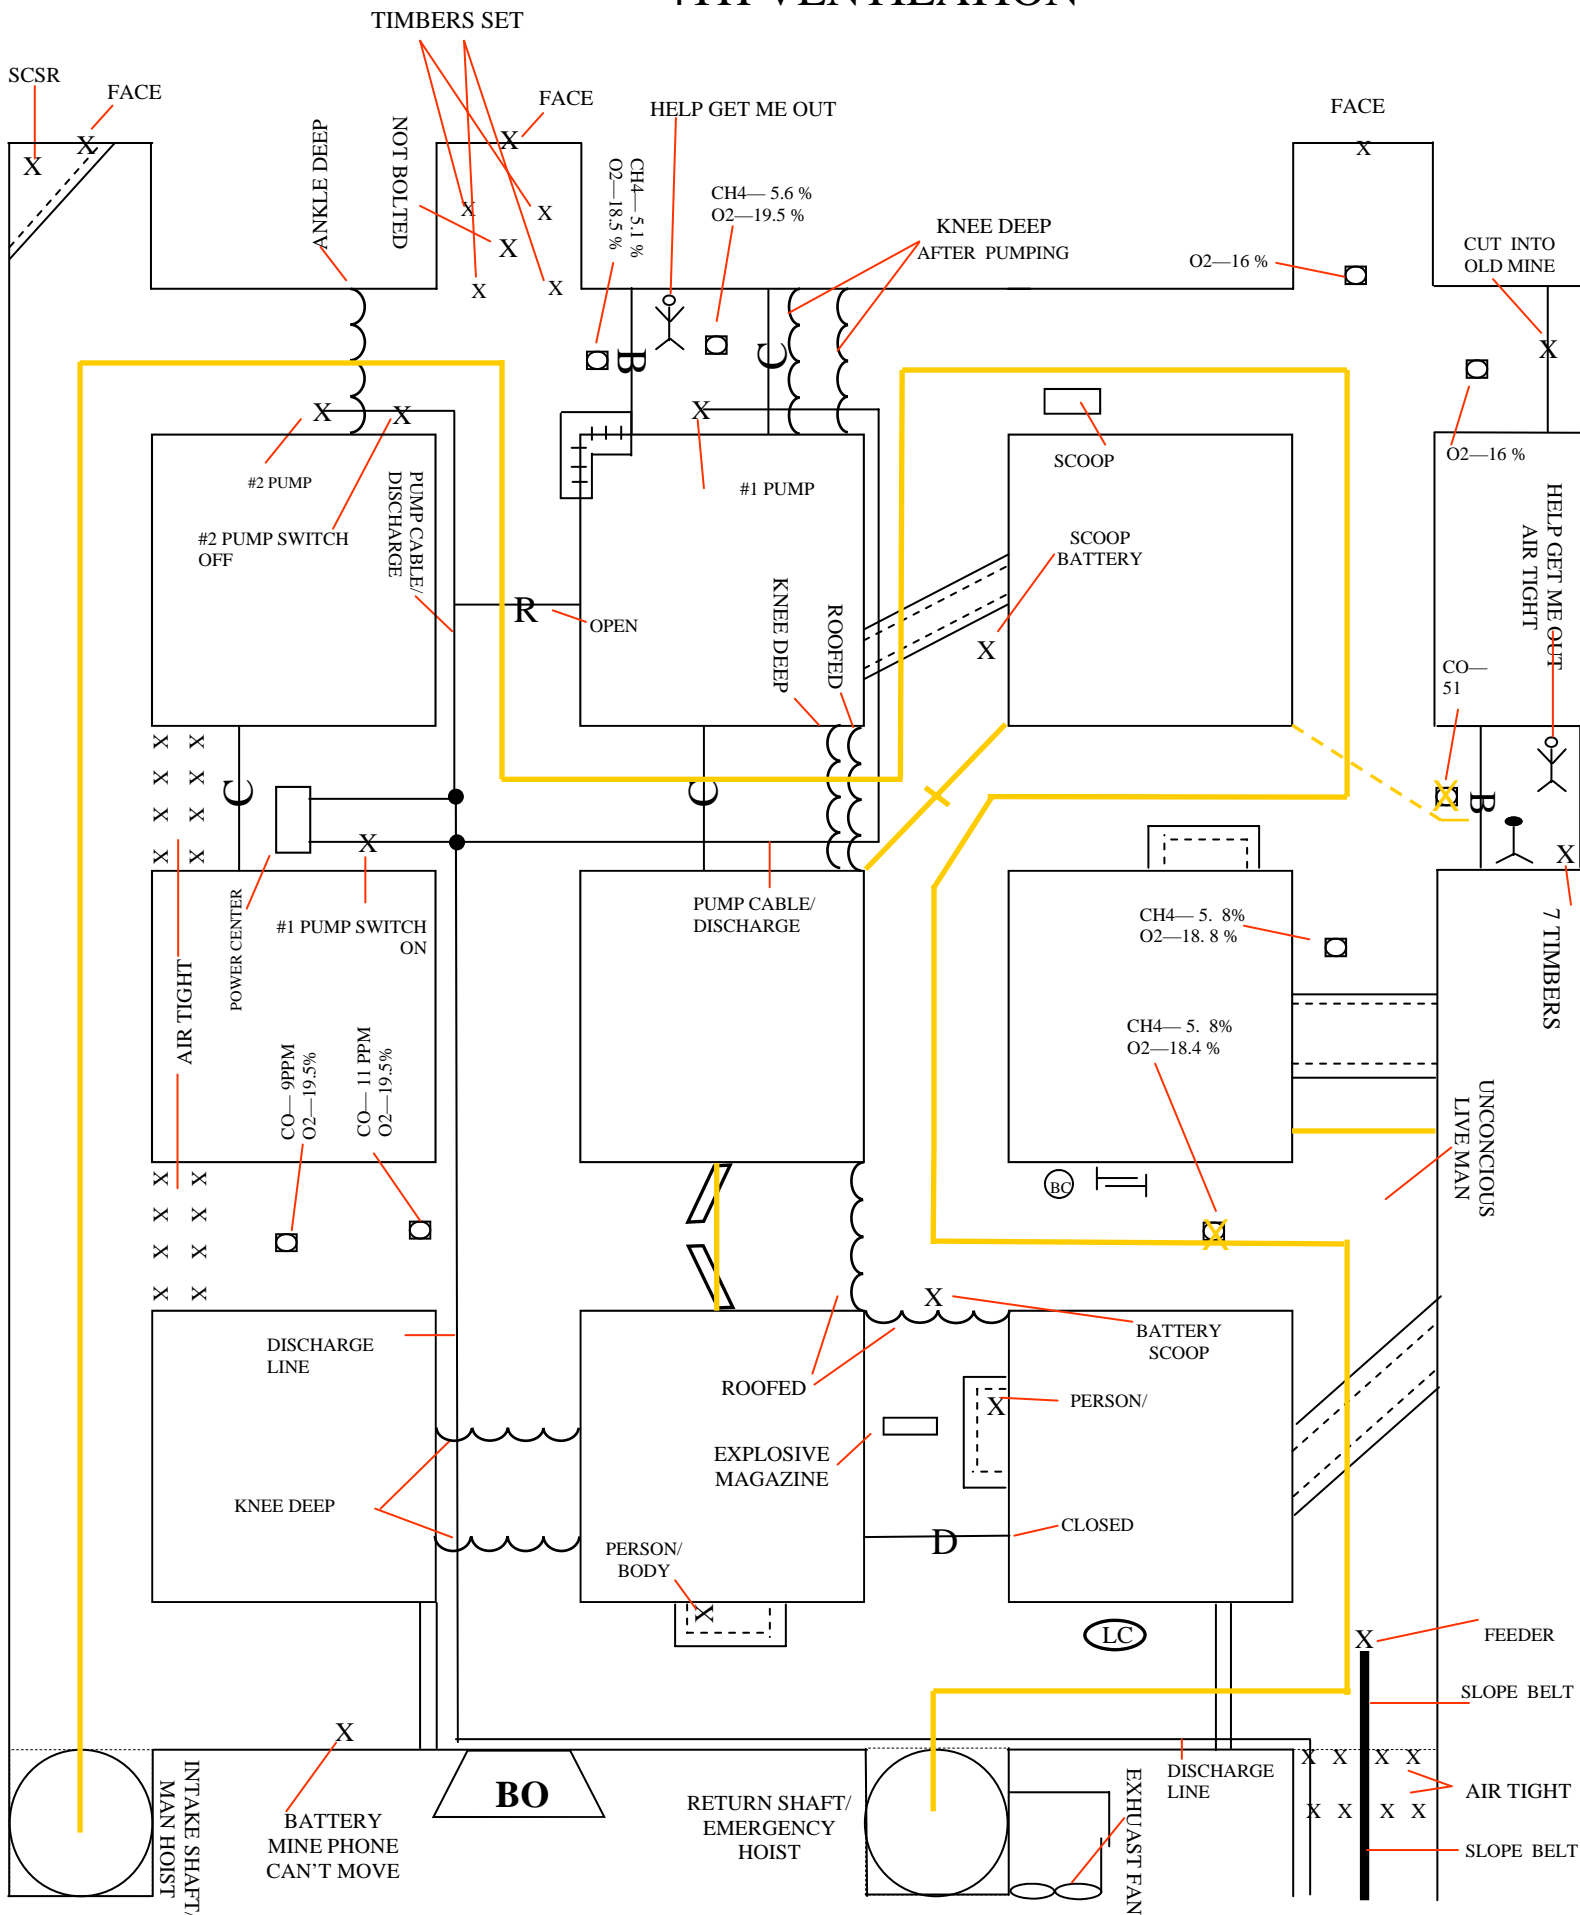 4TH VENTILATION
TIMBERS SET
SCSR
FACE
FACE
HELP GET ME OUT
FACE
ANKLE DEEP
NOT BOLTED
CH4— 5.1 %
O2—18.5 %
CH4— 5.6 %
O2—19.5 %
KNEE DEEP
AFTER PUMPING
O2—16 %
CUT INTO
OLD MINE
X
X
X
X
X
X
X
X
X
X
B
C
X
X
X
X
#2 PUMP
#2 PUMP SWITCH
OFF
PUMP CABLE/
DISCHARGE
#1 PUMP
SCOOP
O2—16 %
SCOOP
BATTERY
X
R
OPEN
KNEE DEEP
ROOFED
HELP GET ME OUT
AIR TIGHT
CO—
51
X X
X X
X X
X X
C
C
X
B
X
X
AIR TIGHT
POWER CENTER
#1 PUMP SWITCH
ON
PUMP CABLE/
DISCHARGE
CH4— 5. 8%
O2—18. 8 %
7 TIMBERS
CO— 9PPM
O2—19.5%
CO— 11 PPM
O2—19.5%
CH4— 5. 8%
O2—18.4 %
UNCONCIOUS
LIVE MAN
X X
X X
X X
X X
BC
X
X
DISCHARGE
LINE
BATTERY
SCOOP
ROOFED
X
PERSON/
EXPLOSIVE
MAGAZINE
KNEE DEEP
CLOSED
D
PERSON/
BODY
X
LC
X
FEEDER
SLOPE BELT
X
BO
INTAKE SHAFT/
MAN HOIST
BATTERY
MINE PHONE
CAN'T MOVE
RETURN SHAFT/
EMERGENCY
HOIST
EXHUAST FAN
DISCHARGE
LINE
X X X X
X X X X
AIR TIGHT
SLOPE BELT